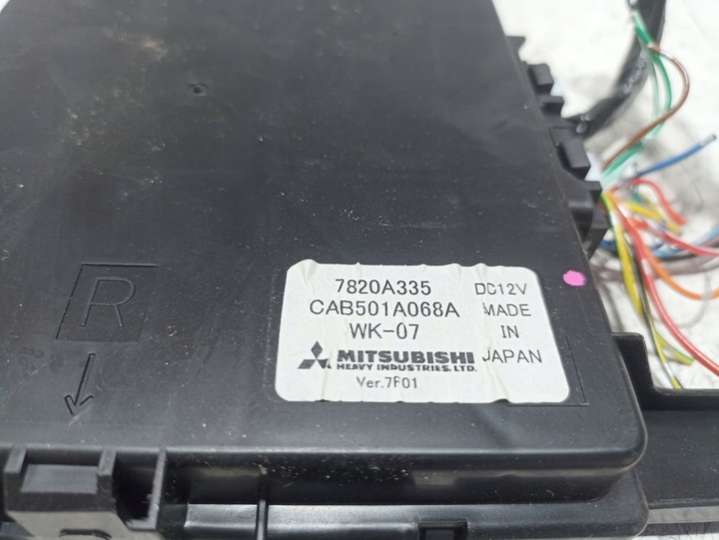 R
7820A335 DC12V
CAB501A068A MADE
WK-07 IN
MITSUBISHI JAPAN
HEAVY INDUSTRIES, LTD.
Ver.7F01